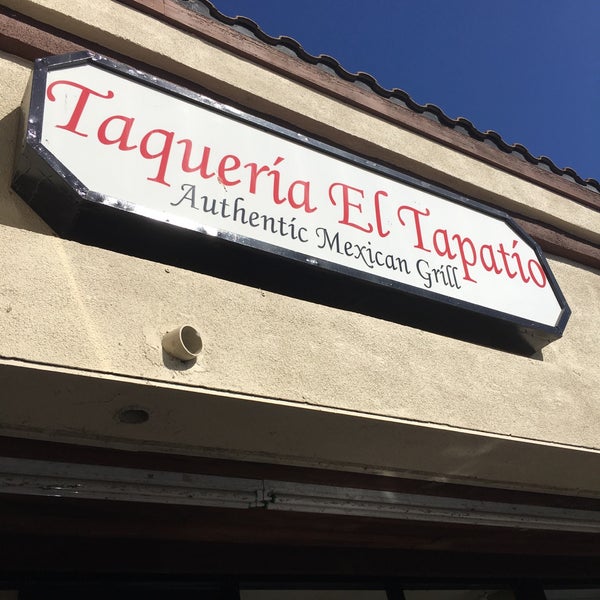 Taquería El Tapatío
Authentic Mexican Grill